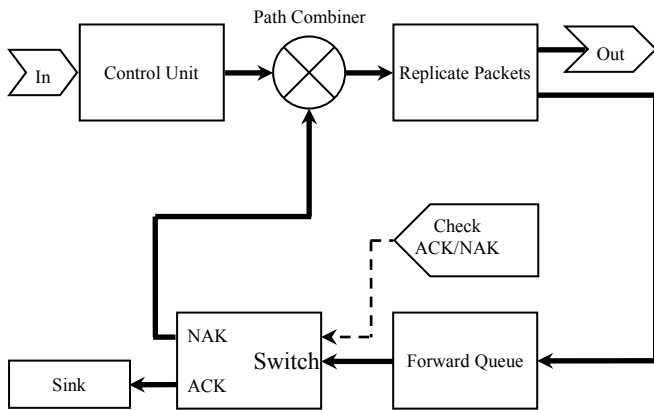 Path Combiner
In
Control Unit
Replicate Packets
Out
Check
ACK/NAK
NAK
Switch
ACK
Forward Queue
Sink